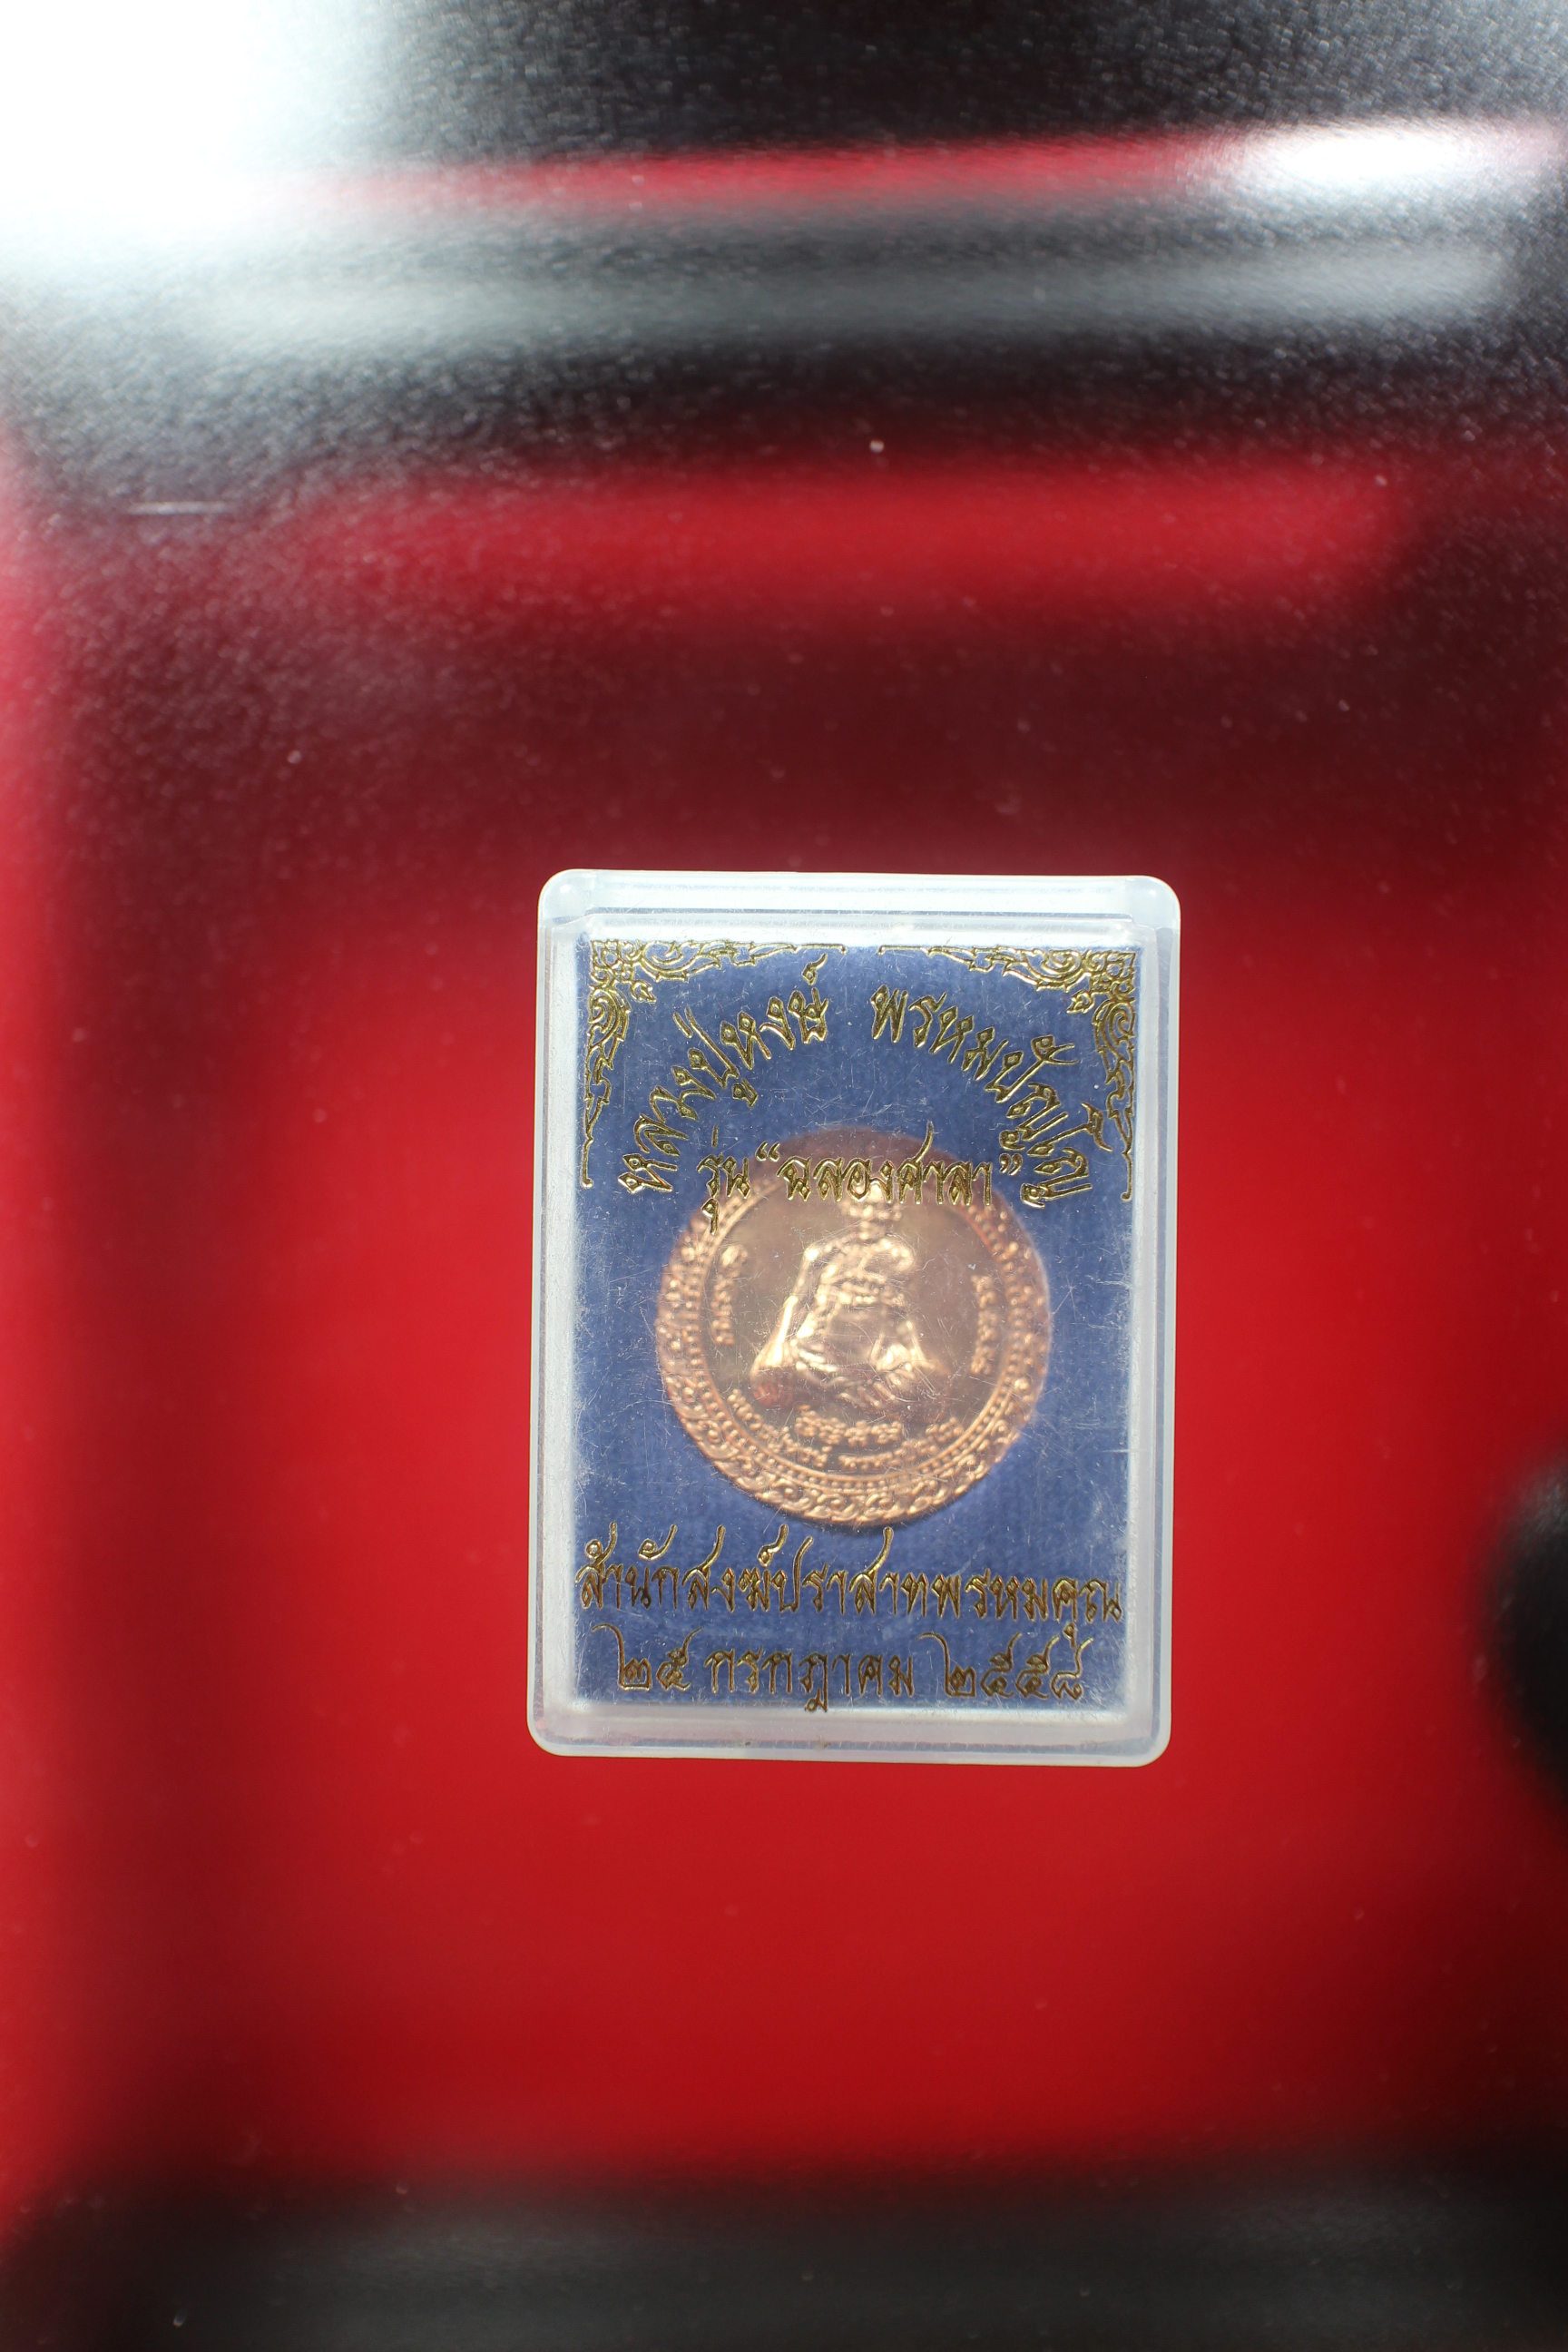 หลวงปู่หงษ์ พรหมปัญโญ
รุ่น “ฉลองศาลา”
สำนักสงฆ์ปราสาทพรหมคุณ
๒๕ กรกฎาคม ๒๕๕๘